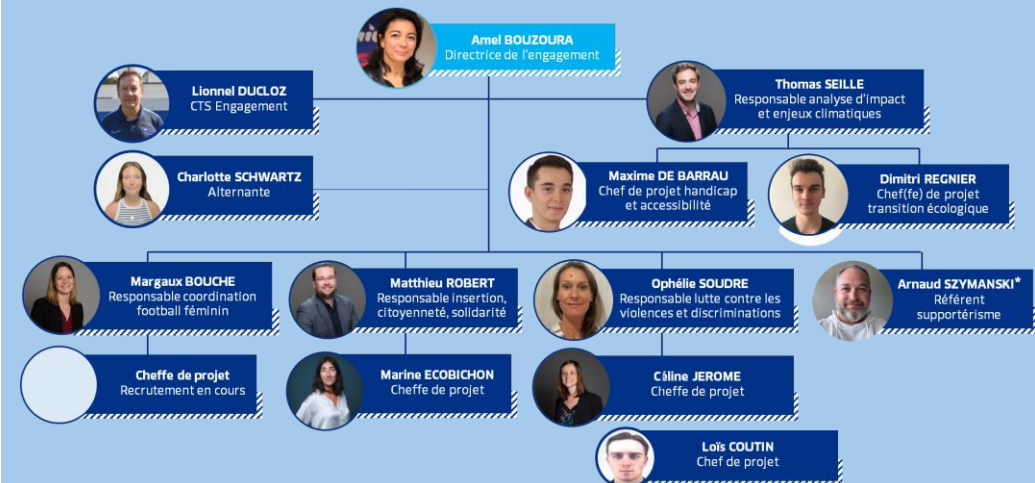 Amel BOUZOURA
Directrice de l'engagement
Lionnel DUCLOZ
CTS Engagement
Thomas SEILLE
Responsable analyse d'impact
et enjeux climatiques
Charlotte SCHWARTZ
Alternante
Maxime DE BARRAU
Chef de projet handicap
et accessibilité
Dimitri REGNIER
Chef(fe) de projet
transition écologique
Margaux BOUCHE
Responsable coordination
football féminin
Matthieu ROBERT
Responsable insertion,
citoyenneté, solidarité
Ophélie SOUDRE
Responsable lutte contre les
violences et discriminations
Arnaud SZYMANSKI*
Référent
supportérisme
Cheffe de projet
Recrutement en cours
Marine ECOBICHON
Cheffe de projet
Céline JEROME
Cheffe de projet
Loïs COUTIN
Chef de projet